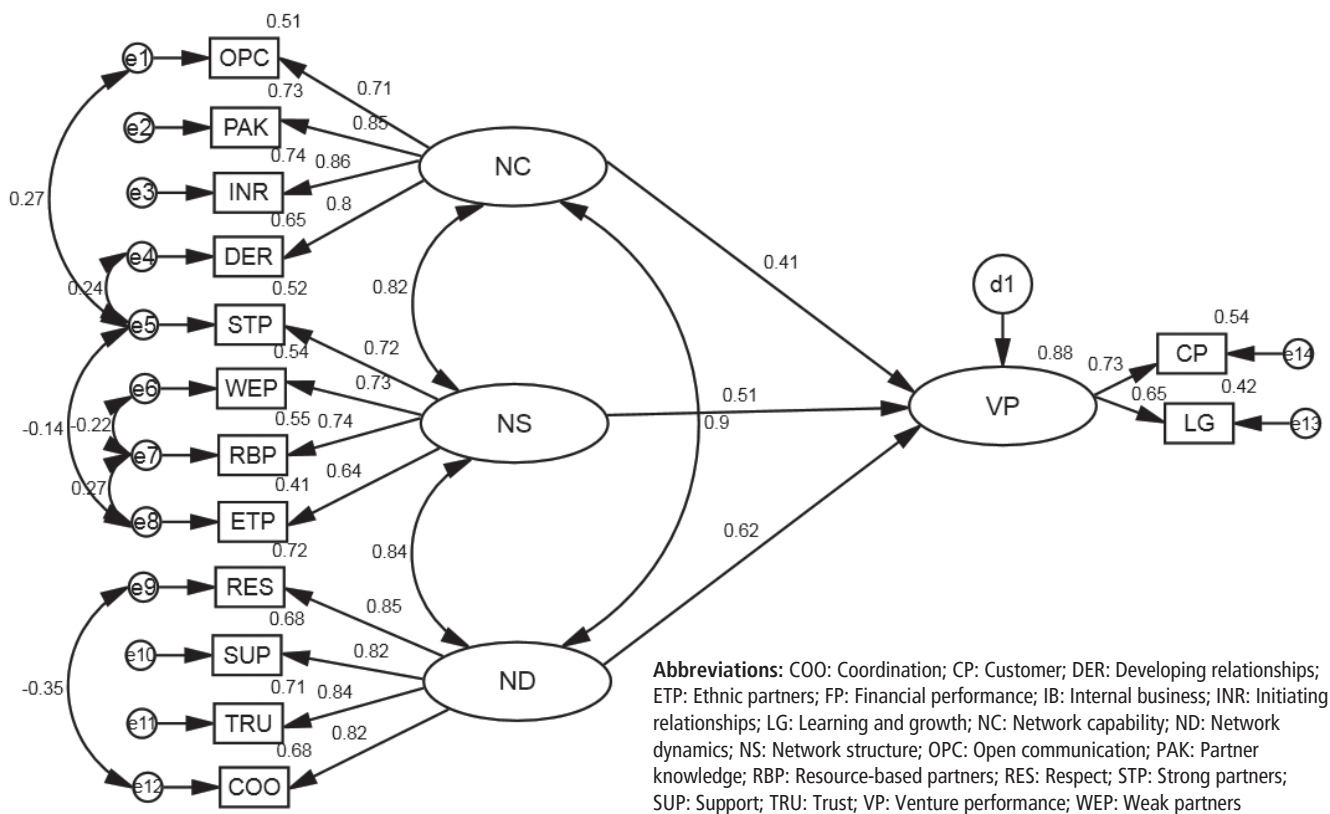 0.51
e1
OPC
0.73
0.71
e2
PAK
0.85
0.74
0.86
NC
e3
INR
0.27
0.65
0.8
e4
DER
0.24
0.52
0.82
0.41
d1
e5
STP
0.54
0.72
0.54
0.88
0.73
CP
e14
e6
WEP
0.73
0.51
VP
0.65
0.42
-0.14
-0.22
0.55
0.74
NS
0.9
LG
e13
e7
RBP
0.27
0.41
0.64
e8
ETP
0.72
0.84
0.62
e9
RES
0.68
0.85
e10
SUP
0.82
-0.35
0.71
0.84
ND
e11
TRU
0.68
0.82
e12
COO
Abbreviations: COO: Coordination; CP: Customer; DER: Developing relationships;
ETP: Ethnic partners; FP: Financial performance; IB: Internal business; INR: Initiating
relationships; LG: Learning and growth; NC: Network capability; ND: Network
dynamics; NS: Network structure; OPC: Open communication; PAK: Partner
knowledge; RBP: Resource-based partners; RES: Respect; STP: Strong partners;
SUP: Support; TRU: Trust; VP: Venture performance; WEP: Weak partners